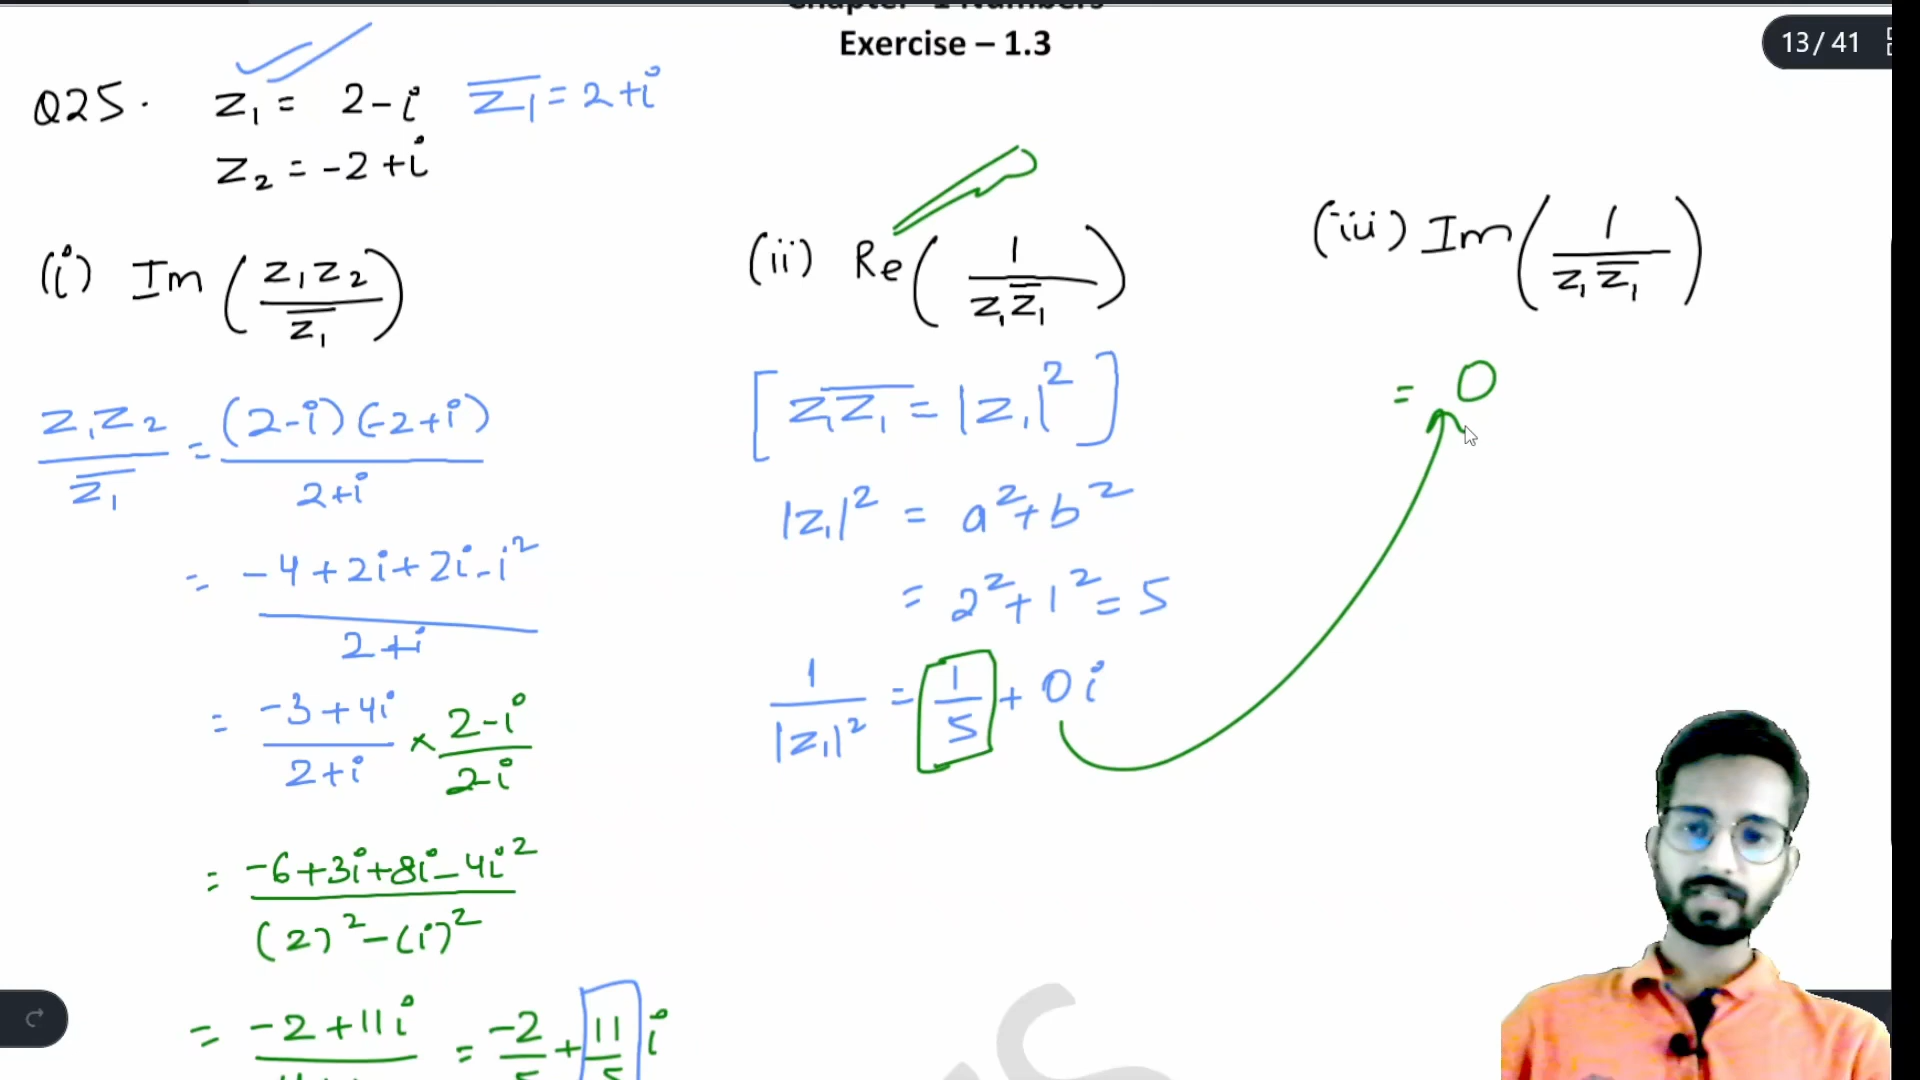 Chapter - 1 Numbers
Exercise – 1.3
13 / 41
Q25. z₁ = 2-i z̅₁ = 2+i
z₂ = -2+i
(i) Im (z₁z₂ / z̅₁)
z₁z₂ / z̅₁ = (2-i)(-2+i) / 2+i
= -4+2i+2i-i² / 2+i
= -3+4i / 2+i × 2-i / 2-i
= -6+3i+8i-4i² / (2)²-(i)²
= -2+11i = -2/5 + 11/5 i
(ii) Re (1 / z₁z̅₁)
[z₁z̅₁ = |z₁|²]
|z₁|² = a²+b²
= 2²+1² = 5
1 / |z₁|² = 1/5 + 0i
(iii) Im (1 / z₁z̅₁)
= 0